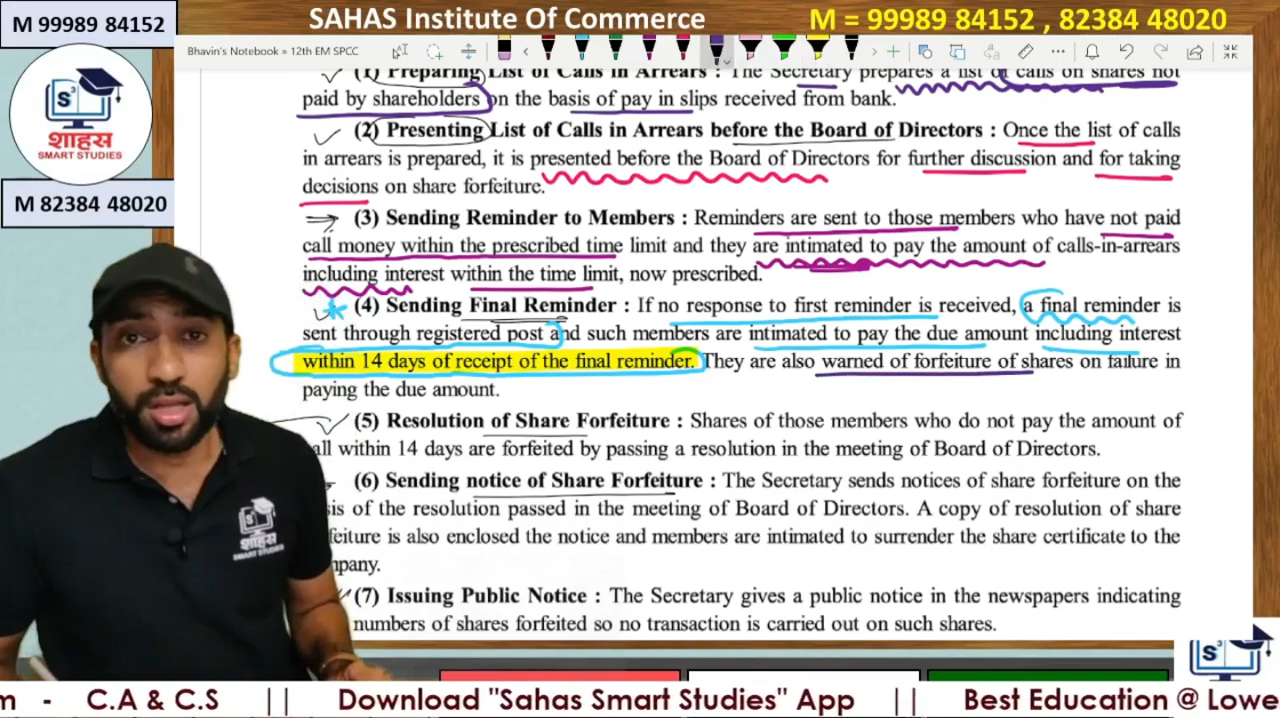 M 99989 84152
SAHAS Institute Of Commerce
M = 99989 84152 , 82384 48020
Bhavin's Notebook » 12th EM SPCC
S³
शाहस
SMART STUDIES
M 82384 48020
(1) Preparing List of Calls in Arrears : The Secretary prepares a list of calls on shares not
paid by shareholders on the basis of pay in slips received from bank.
(2) Presenting List of Calls in Arrears before the Board of Directors : Once the list of calls
in arrears is prepared, it is presented before the Board of Directors for further discussion and for taking
decisions on share forfeiture.
(3) Sending Reminder to Members : Reminders are sent to those members who have not paid
call money within the prescribed time limit and they are intimated to pay the amount of calls-in-arrears
including interest within the time limit, now prescribed.
(4) Sending Final Reminder : If no response to first reminder is received, a final reminder is
sent through registered post and such members are intimated to pay the due amount including interest
within 14 days of receipt of the final reminder. They are also warned of forfeiture of shares on failure in
paying the due amount.
(5) Resolution of Share Forfeiture : Shares of those members who do not pay the amount of
all within 14 days are forfeited by passing a resolution in the meeting of Board of Directors.
(6) Sending notice of Share Forfeiture : The Secretary sends notices of share forfeiture on the
is of the resolution passed in the meeting of Board of Directors. A copy of resolution of share
feiture is also enclosed the notice and members are intimated to surrender the share certificate to the
mpany.
(7) Issuing Public Notice : The Secretary gives a public notice in the newspapers indicating
numbers of shares forfeited so no transaction is carried out on such shares.
S³
शाहस
SMART STUDIES
S³
m - C.A & C.S || Download "Sahas Smart Studies" App || Best Education @ Lowe